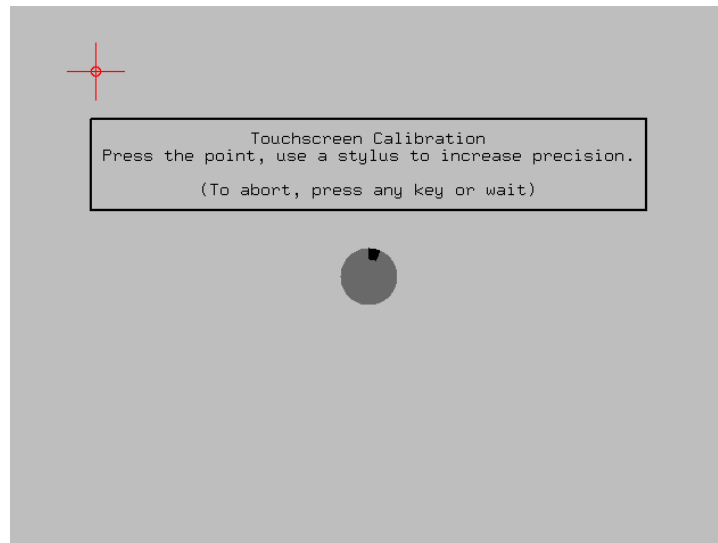 Touchscreen Calibration
Press the point, use a stylus to increase precision.
(To abort, press any key or wait)